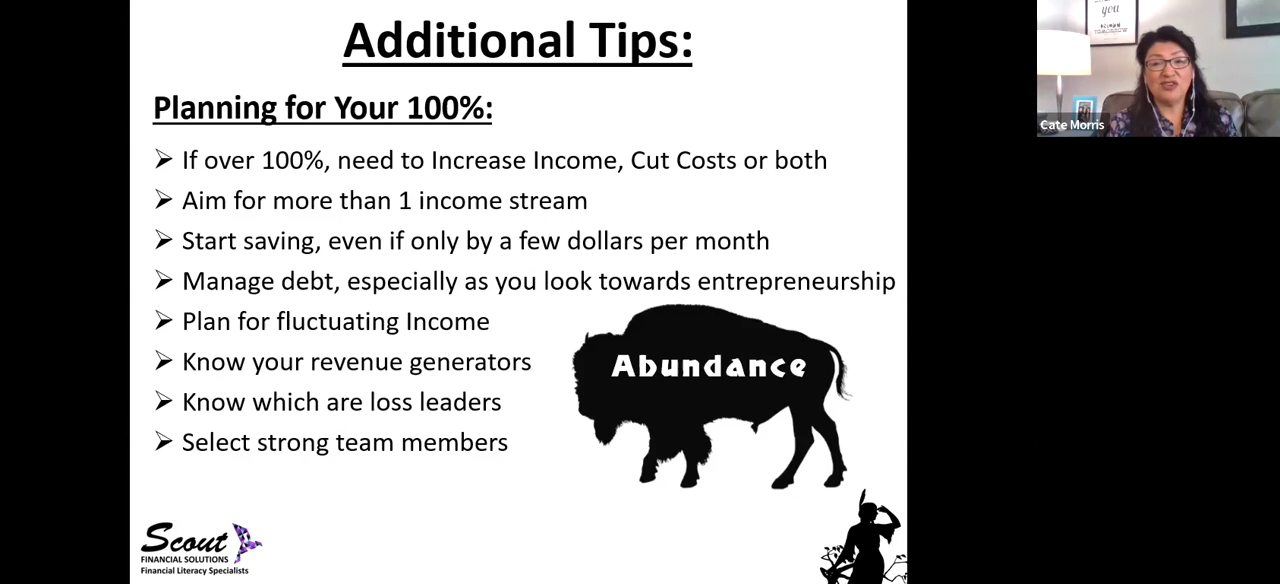 Additional Tips:
Planning for Your 100%:
➢ If over 100%, need to Increase Income, Cut Costs or both
➢ Aim for more than 1 income stream
➢ Start saving, even if only by a few dollars per month
➢ Manage debt, especially as you look towards entrepreneurship
➢ Plan for fluctuating Income
➢ Know your revenue generators
➢ Know which are loss leaders
➢ Select strong team members
Abundance
Scout
FINANCIAL SOLUTIONS
Financial Literacy Specialists
you
TOMORROW
Cate Morris